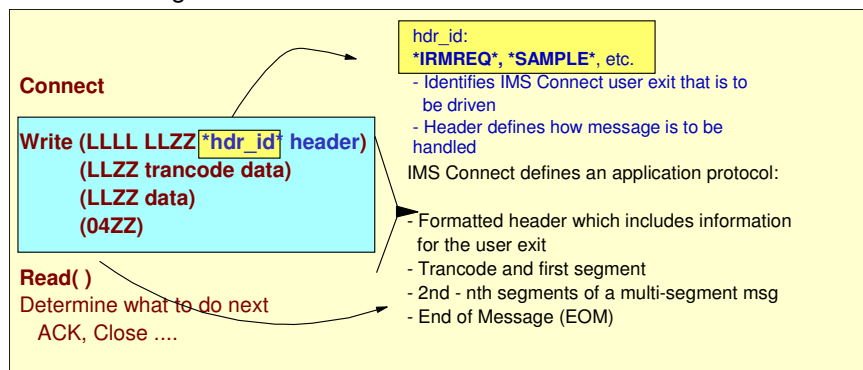 Connect
Write (LLLL LLZZ *hdr_id* header)
(LLZZ trancode data)
(LLZZ data)
(04ZZ)
Read( )
Determine what to do next
ACK, Close ....
hdr_id:
*IRMREQ*, *SAMPLE*, etc.
- Identifies IMS Connect user exit that is to
be driven
- Header defines how message is to be
handled
IMS Connect defines an application protocol:
- Formatted header which includes information
for the user exit
- Trancode and first segment
- 2nd - nth segments of a multi-segment msg
- End of Message (EOM)